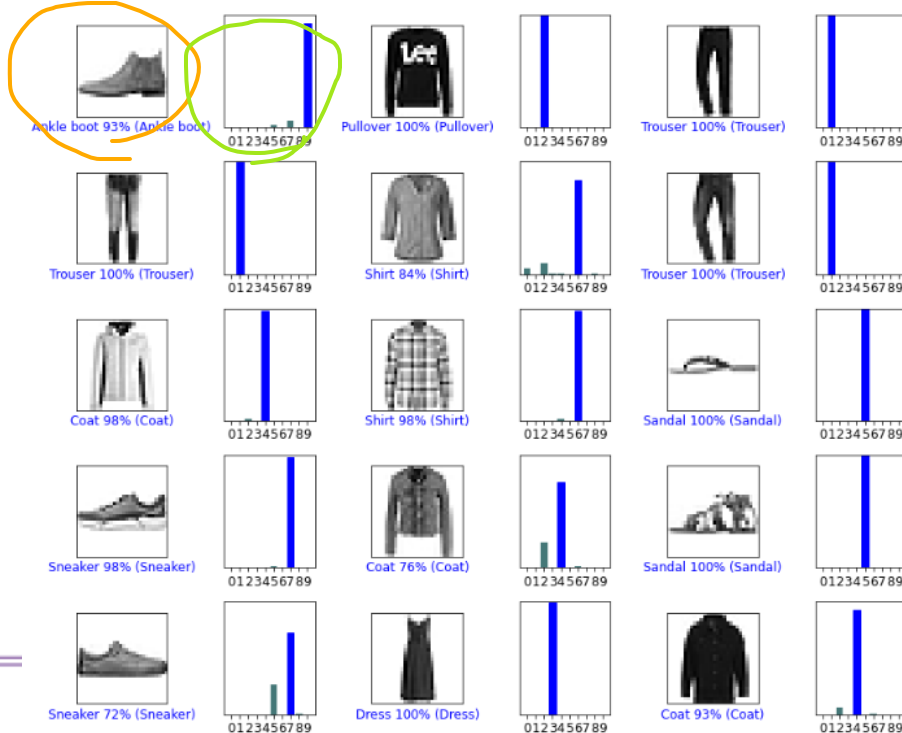 Lee
Ankle boot 93% (Ankle boot)
0123456789
Pullover 100% (Pullover)
0123456789
Trouser 100% (Trouser)
0123456789
Trouser 100% (Trouser)
0123456789
Shirt 84% (Shirt)
0123456789
Trouser 100% (Trouser)
0123456789
Coat 98% (Coat)
0123456789
Shirt 98% (Shirt)
0123456789
Sandal 100% (Sandal)
0123456789
Sneaker 98% (Sneaker)
0123456789
Coat 76% (Coat)
0123456789
Sandal 100% (Sandal)
0123456789
Sneaker 72% (Sneaker)
0123456789
Dress 100% (Dress)
0123456789
Coat 93% (Coat)
0123456789